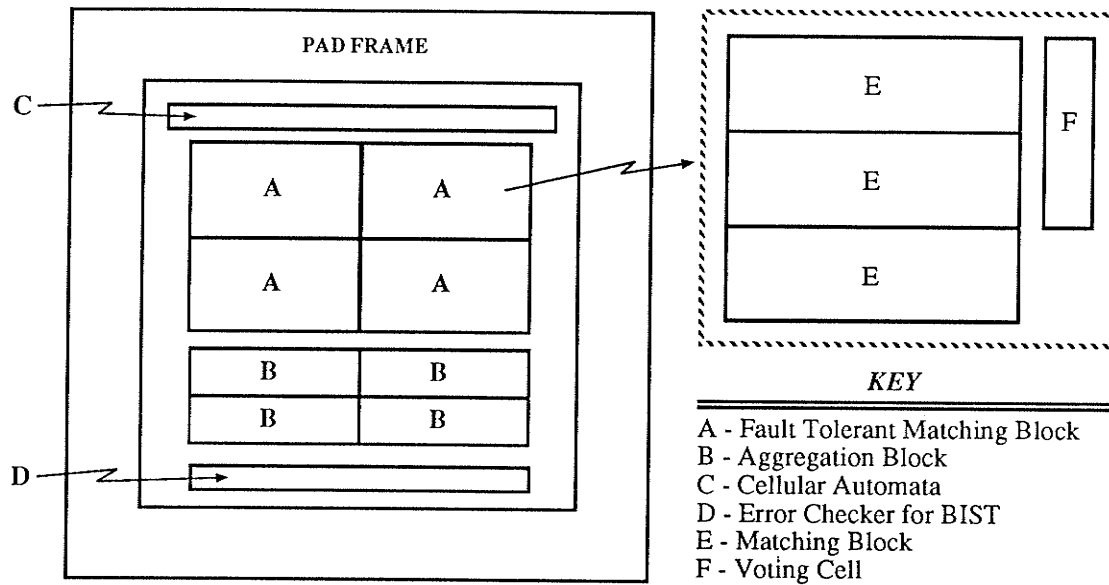 PAD FRAME
C
A A
A A
B B
B B
D
E
E
E
F
KEY
A - Fault Tolerant Matching Block
B - Aggregation Block
C - Cellular Automata
D - Error Checker for BIST
E - Matching Block
F - Voting Cell